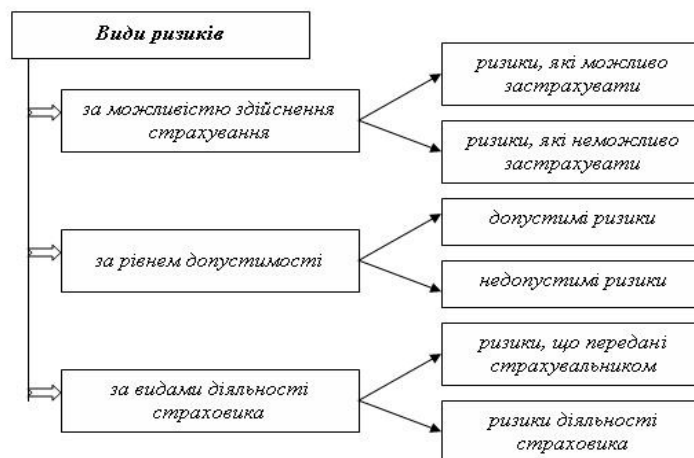 Види ризиків
за можливістю здійснення
страхування
ризики, які можливо
застрахувати
ризики, які неможливо
застрахувати
за рівнем допустимості
допустимі ризики
недопустимі ризики
за видами діяльності
страховика
ризики, що передані
страхувальником
ризики діяльності
страховика